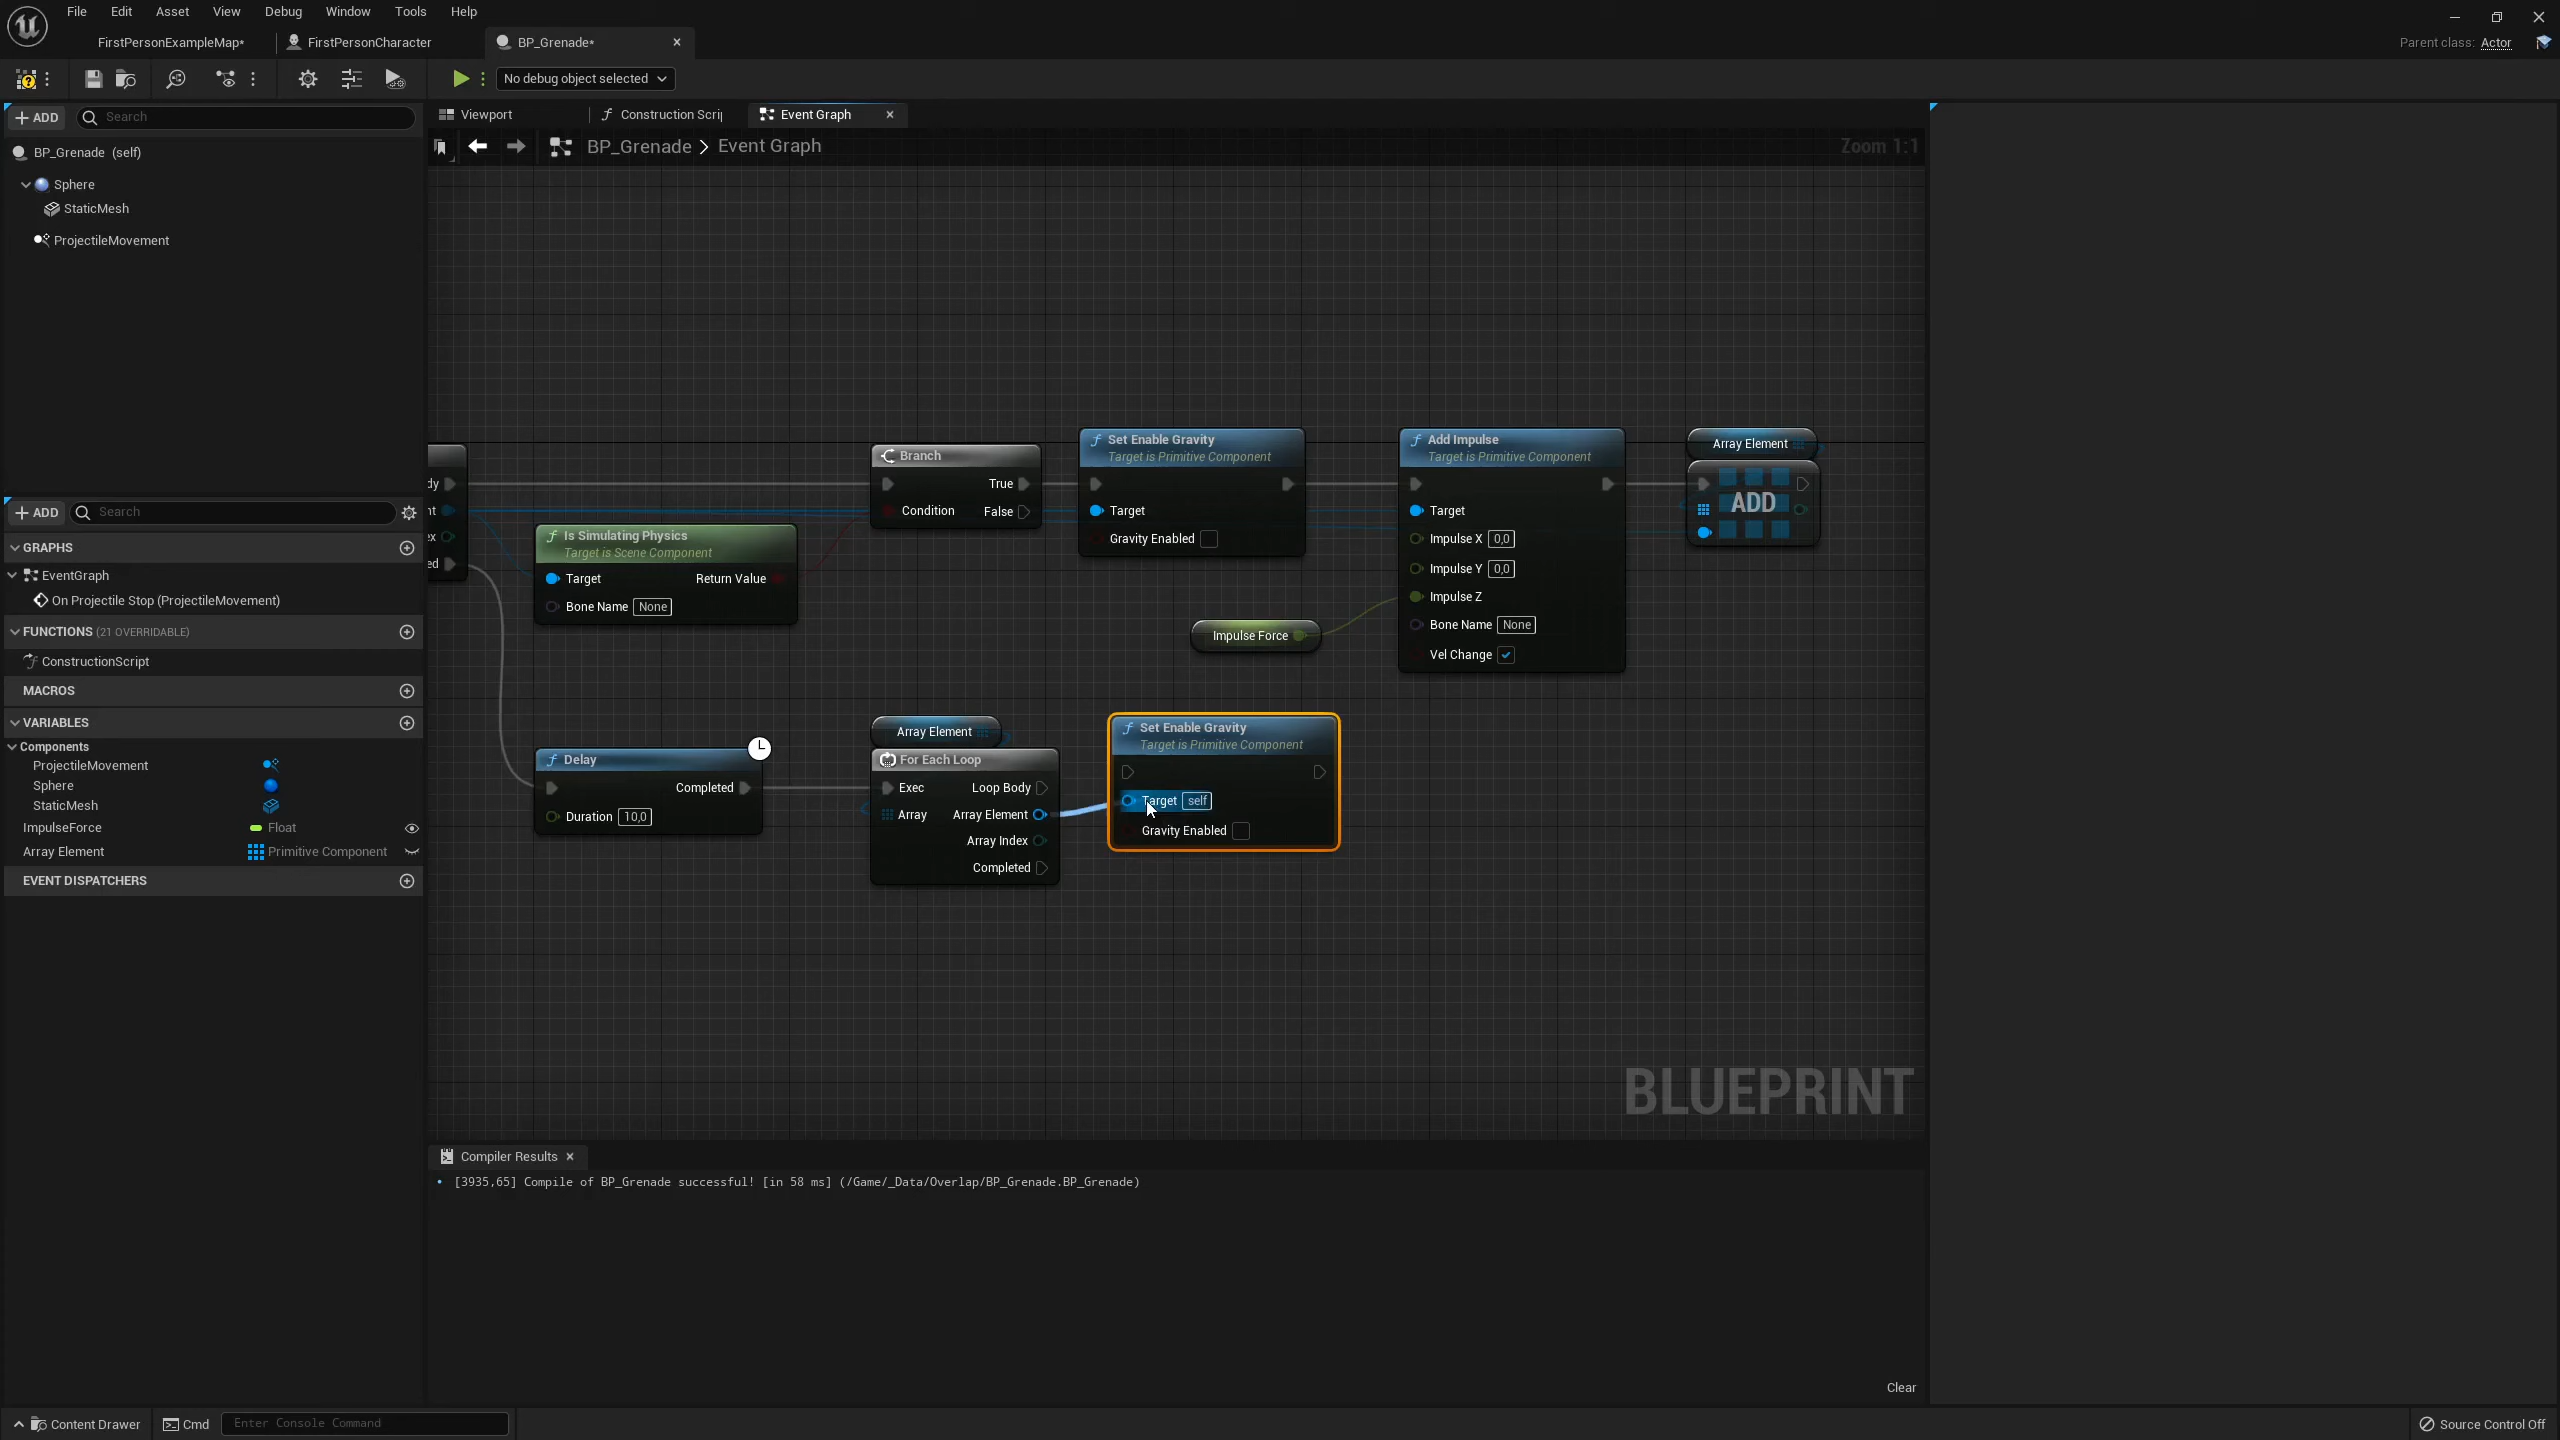 File Edit Asset View Debug Window Tools Help
FirstPersonExampleMap* FirstPersonCharacter BP_Grenade* Parent class: Actor
No debug object selected
ADD Search
BP_Grenade (self)
Sphere
StaticMesh
ProjectileMovement
ADD Search
GRAPHS
EventGraph
On Projectile Stop (ProjectileMovement)
FUNCTIONS (21 OVERRIDABLE)
ConstructionScript
MACROS
VARIABLES
Components
ProjectileMovement
Sphere
StaticMesh
ImpulseForce Float
Array Element Primitive Component
EVENT DISPATCHERS
Viewport Construction Scrip Event Graph
BP_Grenade > Event Graph Zoom 1:1
dy
nt
ex
ed
Is Simulating Physics
Target is Scene Component
Target Return Value
Bone Name None
Branch
True
Condition False
Set Enable Gravity
Target is Primitive Component
Target
Gravity Enabled
Impulse Force
Add Impulse
Target is Primitive Component
Target
Impulse X 0,0
Impulse Y 0,0
Impulse Z
Bone Name None
Vel Change
Array Element
ADD
Delay
Completed
Duration 10,0
Array Element
For Each Loop
Exec Loop Body
Array Array Element
Array Index
Completed
Set Enable Gravity
Target is Primitive Component
Target self
Gravity Enabled
BLUEPRINT
Compiler Results
[3935,65] Compile of BP_Grenade successful! [in 58 ms] (/Game/_Data/Overlap/BP_Grenade.BP_Grenade)
Clear
Content Drawer Cmd Enter Console Command Source Control Off